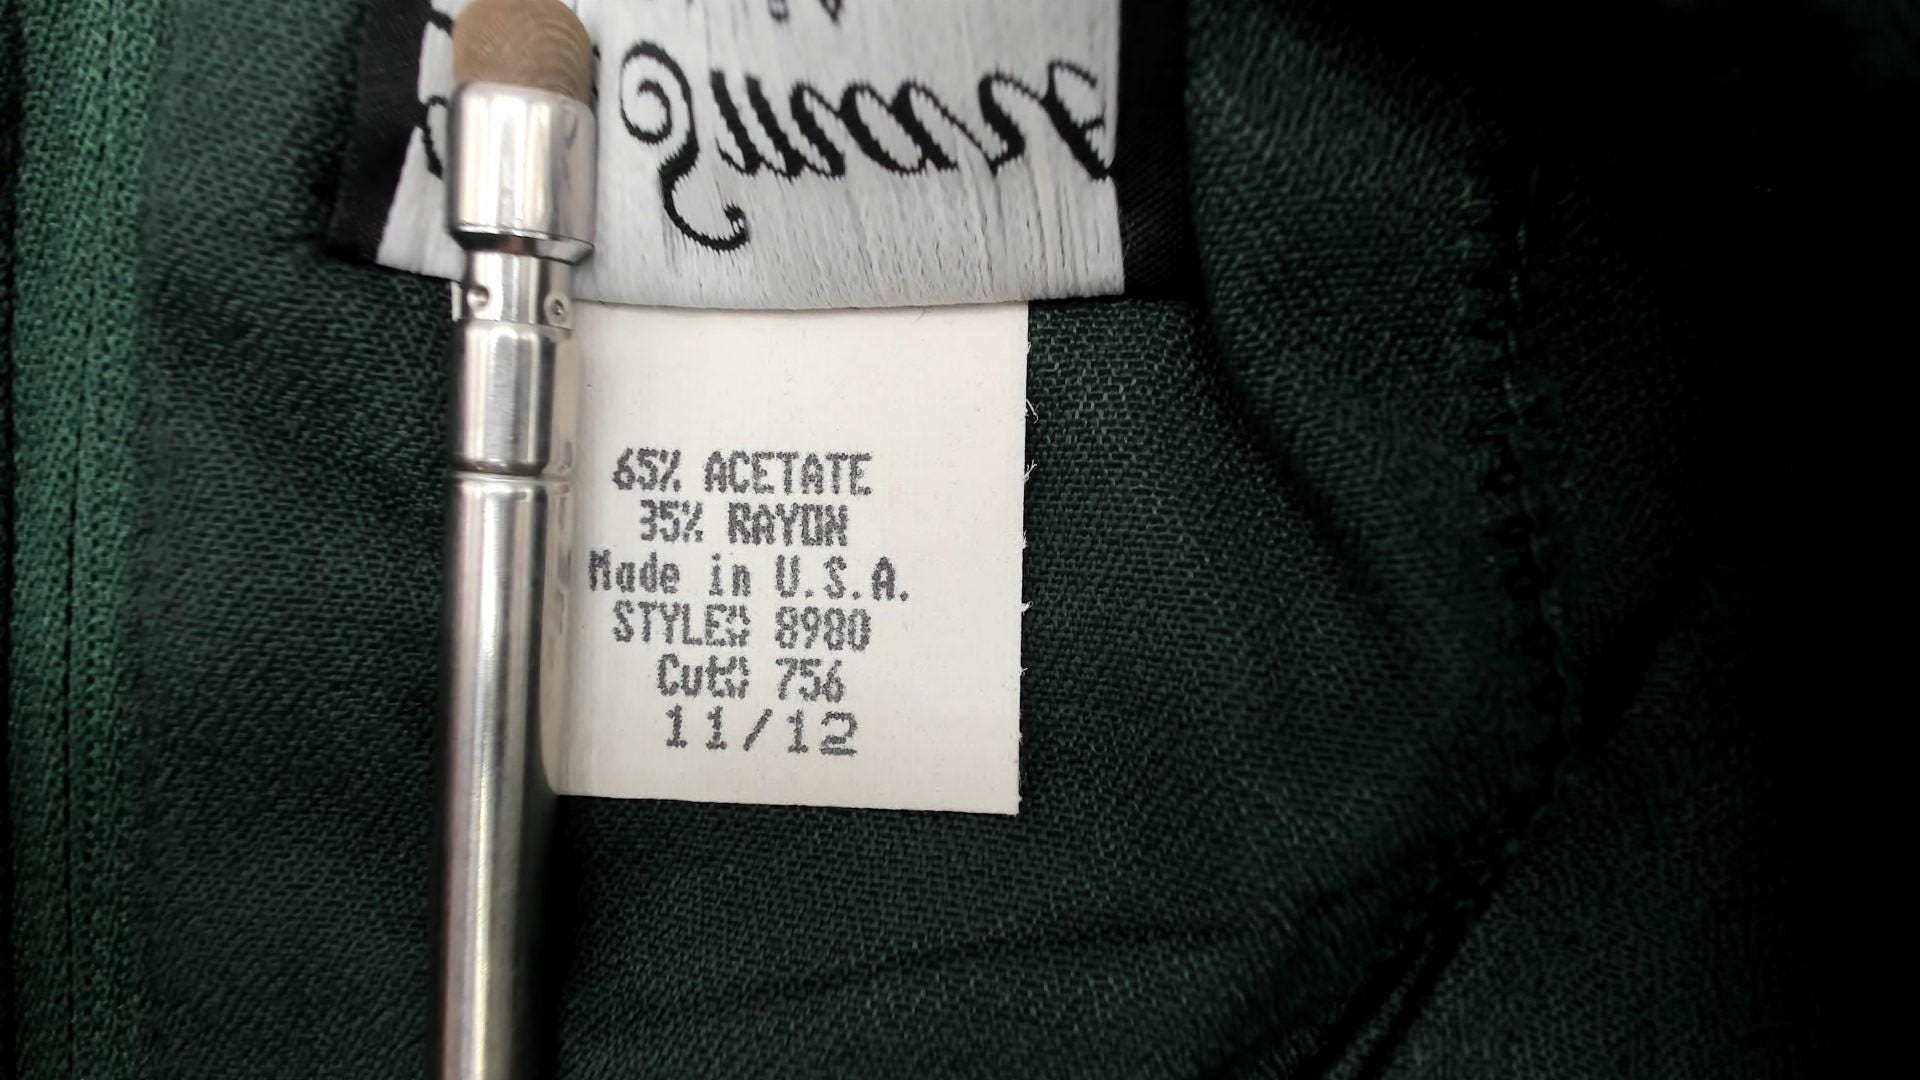 65% ACETATE
35% RAYON
Made in U.S.A.
STYLE# 8980
Cut# 756
11/12